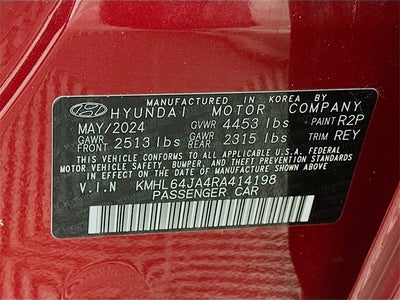 MANUFACTURED IN KOREA BY
HYUNDAI MOTOR COMPANY
MAY/2024 GVWR 4453 lbs PAINT R2P
GAWR FRONT 2513 lbs GAWR REAR 2315 lbs TRIM REY
THIS VEHICLE CONFORMS TO ALL APPLICABLE U.S.A. FEDERAL
MOTOR VEHICLE SAFETY, BUMPER, AND THEFT PREVENTION
STANDARDS IN EFFECT ON THE DATE OF MANUFACTURE SHOWN ABOVE.
V.I.N KMHL64JA4RA414198
PASSENGER CAR